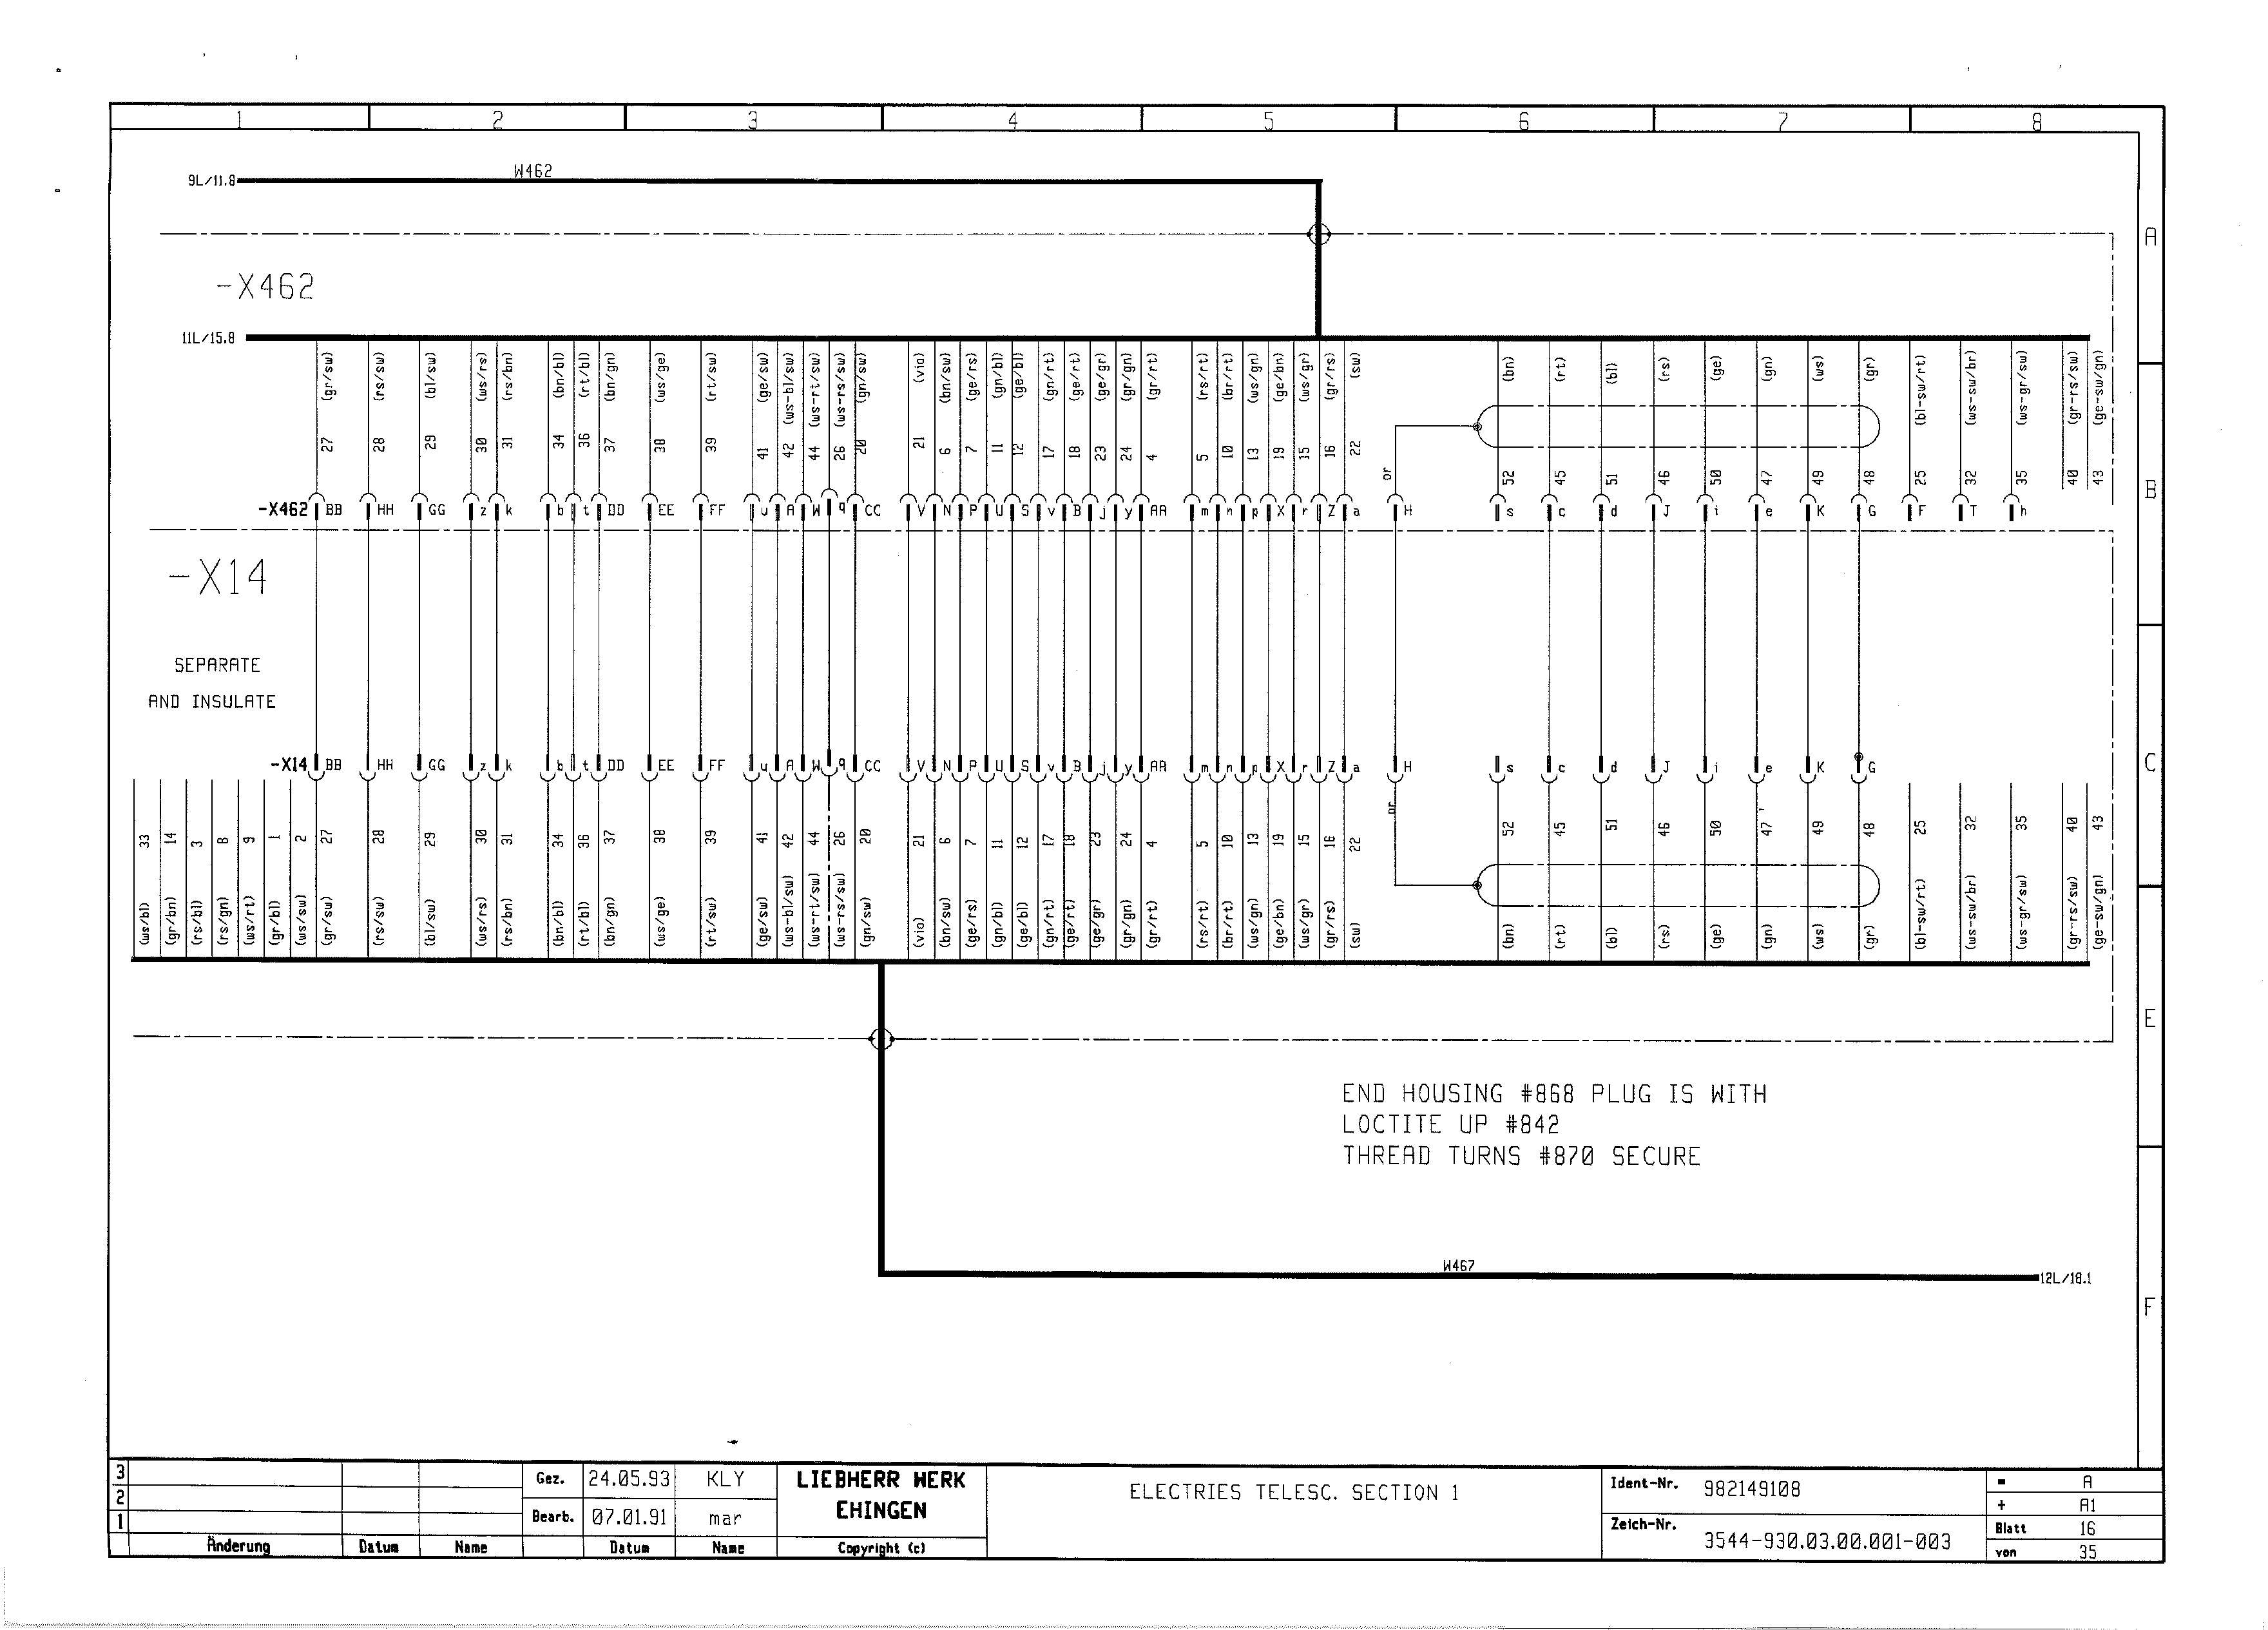 1 2 3 4 5 6 7 8
W462
9L/11.8
A
-X462
11L/15.8
(gr/sw) (rs/sw) (bl/sw) (ws/rs) (rs/bn) (bn/bl) (rt/bl) (bn/gn) (ws/ge) (rt/sw) (ge/sw) (ws-bl/sw) (ws-rt/sw) (ws-rs/sw) (gn/sw) (vio) (bn/sw) (ge/rs) (gn/bl) (ge/bl) (gn/rt) (ge/rt) (ge/gr) (gr/gn) (gr/rt) (rs/rt) (br/rt) (ws/gn) (ge/bn) (ws/gr) (gr/rs) (sw) (bn) (rt) (bl) (rs) (ge) (gn) (ws) (gr) (bl-sw/rt) (ws-sw/br) (ws-gr/sw) (gr-rs/sw) (ge-sw/gn)
27 28 29 30 31 34 36 37 38 39 41 42 44 26 20 21 6 7 11 12 17 18 23 24 4 5 10 13 19 15 16 22 or 52 45 51 46 50 47 49 48 25 32 35 40 43
B
-X462 BB HH GG z k b t DD EE FF u A W q CC V N P U S v B j y AA m n p X r Z a H s c d J i e K G F T h
-X14
SEPARATE
AND INSULATE
-X14 BB HH GG z k b t DD EE FF u A W q CC V N P U S v B j y AA m n p X r Z a H s c d J i e K G
C
or
33 14 3 8 9 1 2 27 28 29 30 31 34 36 37 38 39 41 42 44 26 20 21 6 7 11 12 17 18 23 24 4 5 10 13 19 15 16 22 52 45 51 46 50 47 49 48 25 32 35 40 43
(ws/bl) (gr/bn) (rs/bl) (rs/gn) (ws/rt) (gr/bl) (ws/sw) (gr/sw) (rs/sw) (bl/sw) (ws/rs) (rs/bn) (bn/bl) (rt/bl) (bn/gn) (ws/ge) (rt/sw) (ge/sw) (ws-bl/sw) (ws-rt/sw) (ws-rs/sw) (gn/sw) (vio) (bn/sw) (ge/rs) (gn/bl) (ge/bl) (gn/rt) (ge/rt) (ge/gr) (gr/gn) (gr/rt) (rs/rt) (br/rt) (ws/gn) (ge/bn) (ws/gr) (gr/rs) (sw) (bn) (rt) (bl) (rs) (ge) (gn) (ws) (gr) (bl-sw/rt) (ws-sw/br) (ws-gr/sw) (gr-rs/sw) (ge-sw/gn)
E
END HOUSING #868 PLUG IS WITH
LOCTITE UP #842
THREAD TURNS #870 SECURE
W467
12L/18.1
F
3
2
1
Änderung Datum Name
Gez. 24.05.93 KLY
Bearb. 07.01.91 mar
Datum Name
LIEBHERR WERK
EHINGEN
Copyright (c)
ELECTRIES TELESC. SECTION 1
Ident-Nr. 982149108
Zeich-Nr. 3544-930.03.00.001-003
= A
+ A1
Blatt 16
von 35